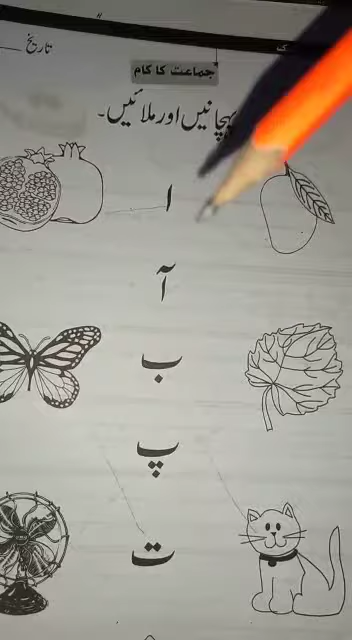 تاریخ
جماعت کا کام
پہچانیں اور ملائیں۔
ا
آ
ب
پ
ت